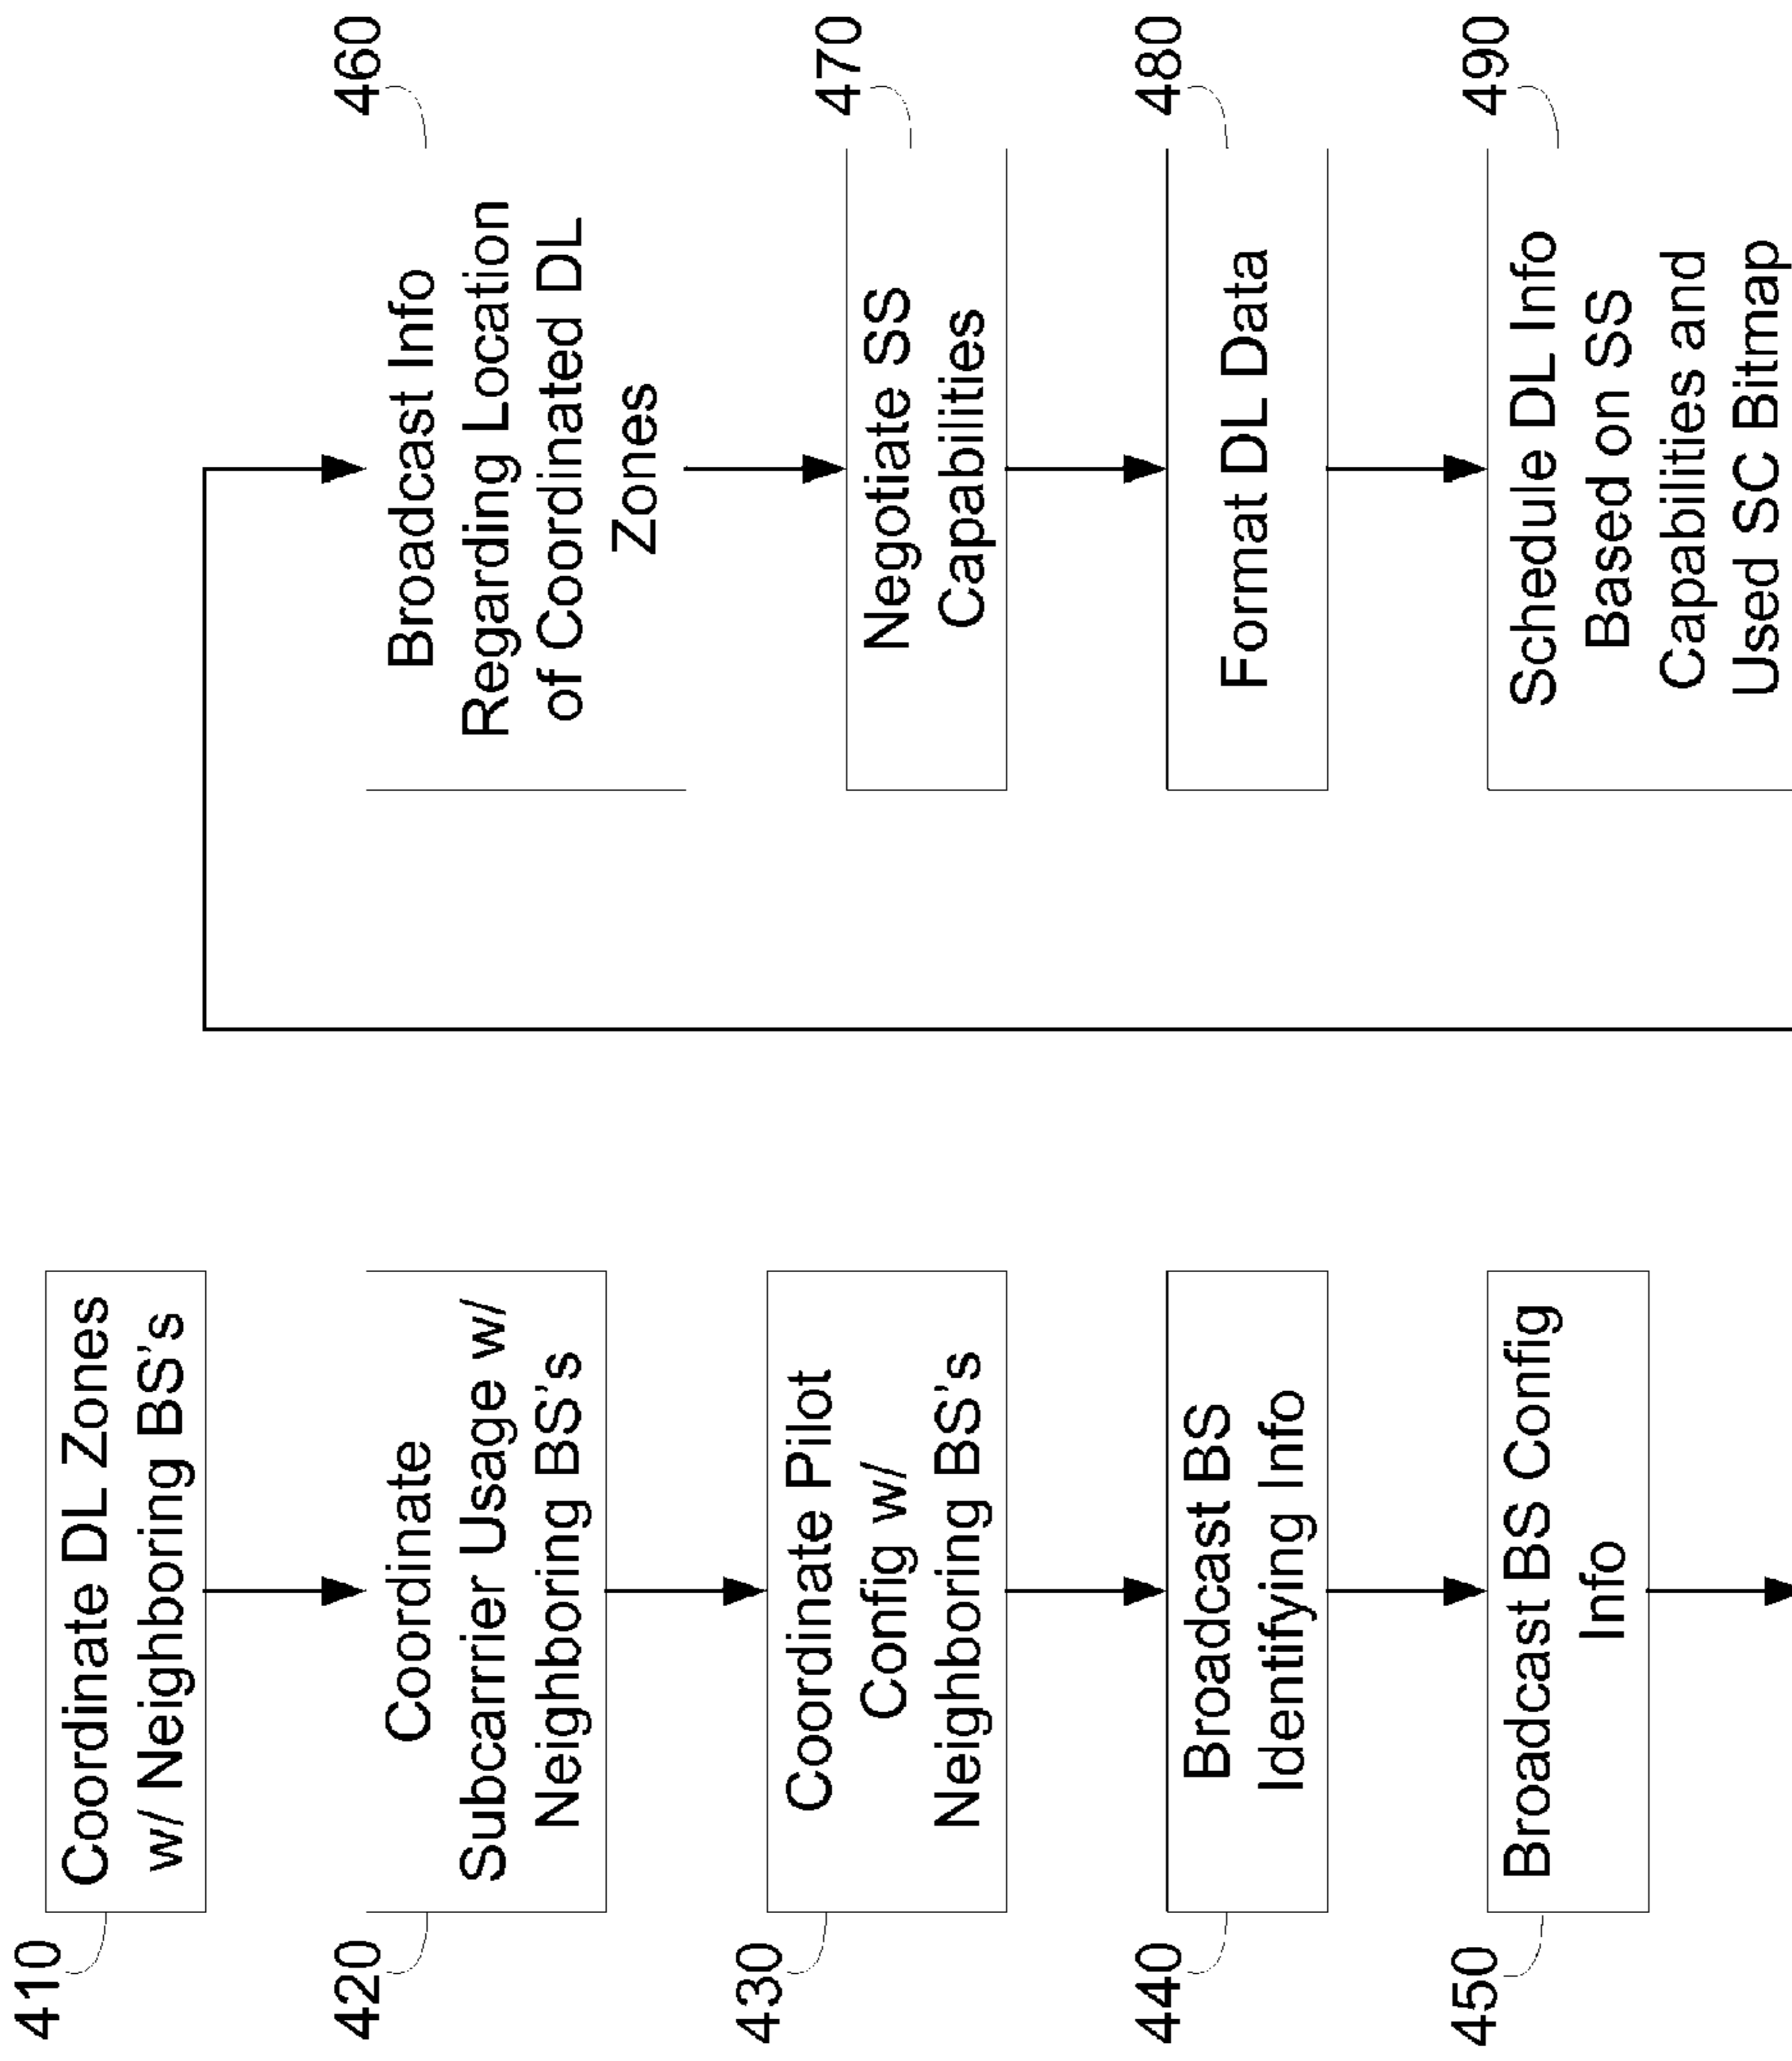 410
Coordinate DL Zones
w/ Neighboring BS's
420
Coordinate
Subcarrier Usage w/
Neighboring BS's
430
Coordinate Pilot
Config w/
Neighboring BS's
440
Broadcast BS
Identifying Info
450
Broadcast BS Config
Info
460
Broadcast Info
Regarding Location
of Coordinated DL
Zones
470
Negotiate SS
Capabilities
480
Format DL Data
490
Schedule DL Info
Based on SS
Capabilities and
Used SC Bitmap